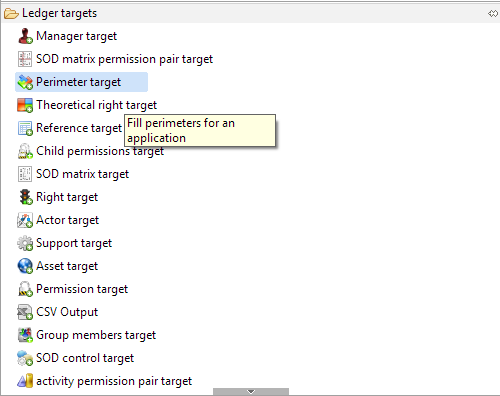 Ledger targets
Manager target
SOD matrix permission pair target
Perimeter target
Theoretical right target
Reference target
Fill perimeters for an
application
Child permissions target
SOD matrix target
Right target
Actor target
Support target
Asset target
Permission target
CSV Output
Group members target
SOD control target
activity permission pair target